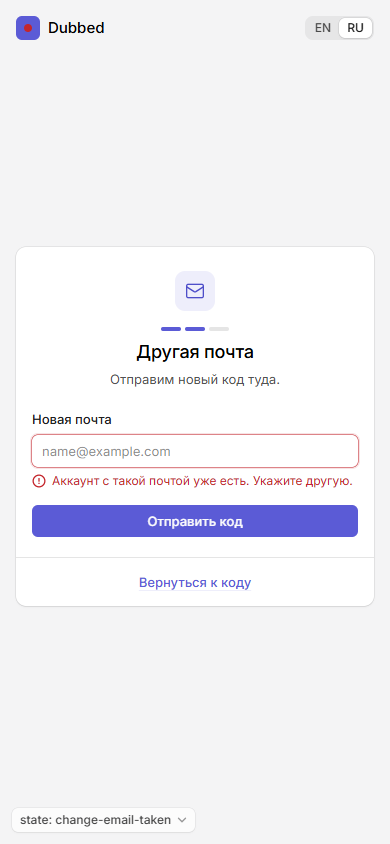 Dubbed
EN RU
Другая почта
Отправим новый код туда.
Новая почта
name@example.com
Аккаунт с такой почтой уже есть. Укажите другую.
Отправить код
Вернуться к коду
state: change-email-taken